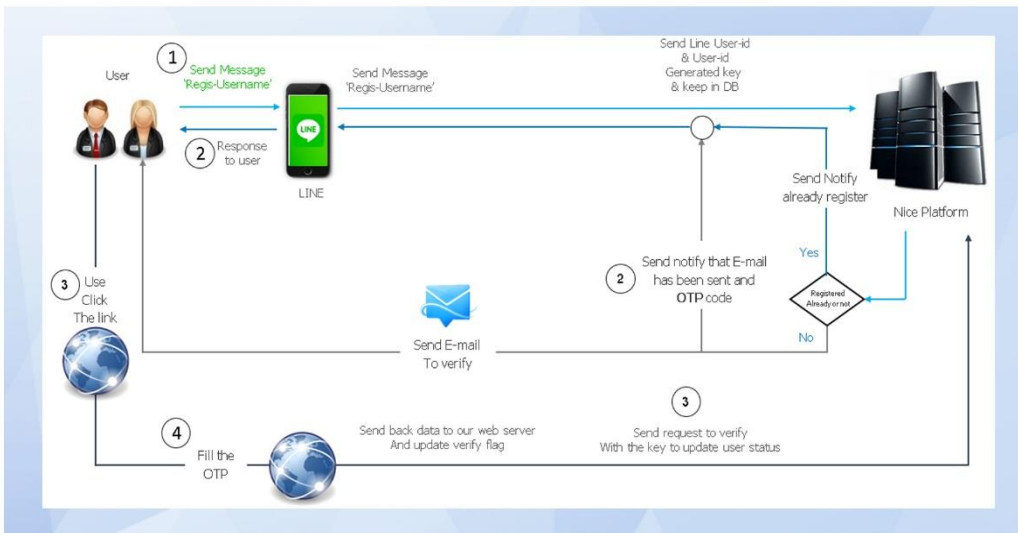 1
Send Message
'Regis-Username'
User
Send Message
'Regis-Username'
Send Line User-id
& User-id
Generated key
& keep in DB
LINE
2
Response
to user
LINE
Send Notify
already register
Nice Platform
Yes
Registered
Already or not
No
2
Send notify that E-mail
has been sent and
OTP code
3
Use
Click
The link
Send E-mail
To verify
4
Fill the
OTP
Send back data to our web server
And update verify flag
3
Send request to verify
With the key to update user status